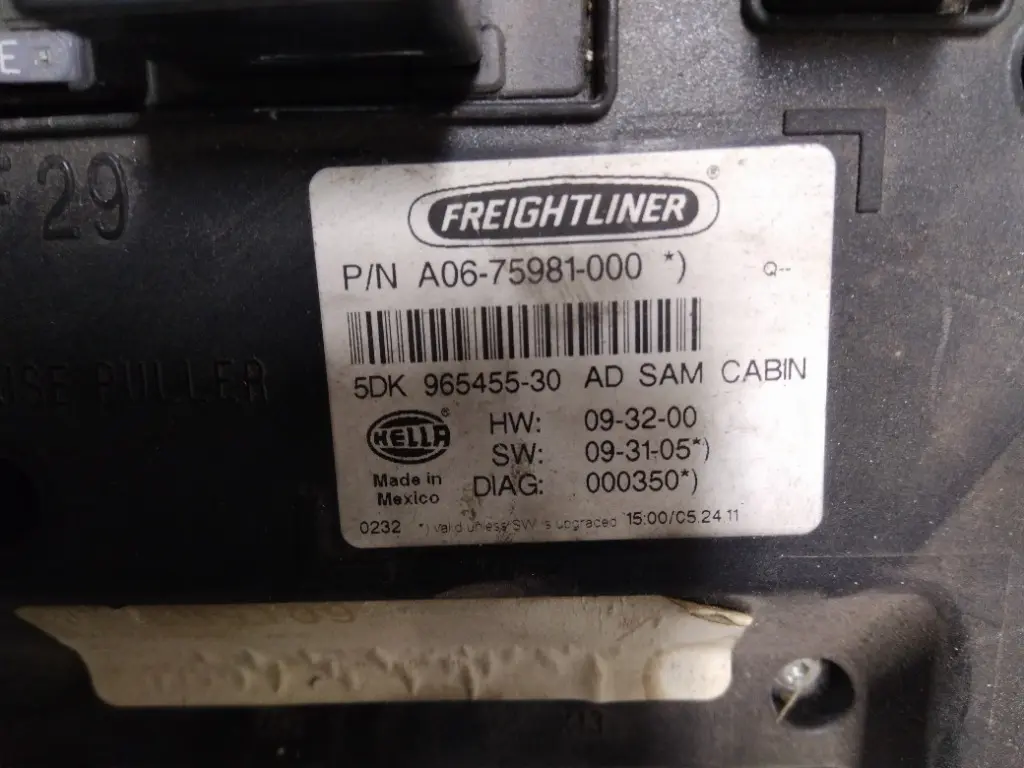 E
29
FREIGHTLINER ®
P/N A06-75981-000 *) Q--
5DK 965455-30 AD SAM CABIN
HELLA ®
HW: 09-32-00
SW: 09-31-05*)
Made in Mexico
DIAG: 000350*)
0232 *) valid unless SW is upgraded 15:00/05.24.11
PULLER